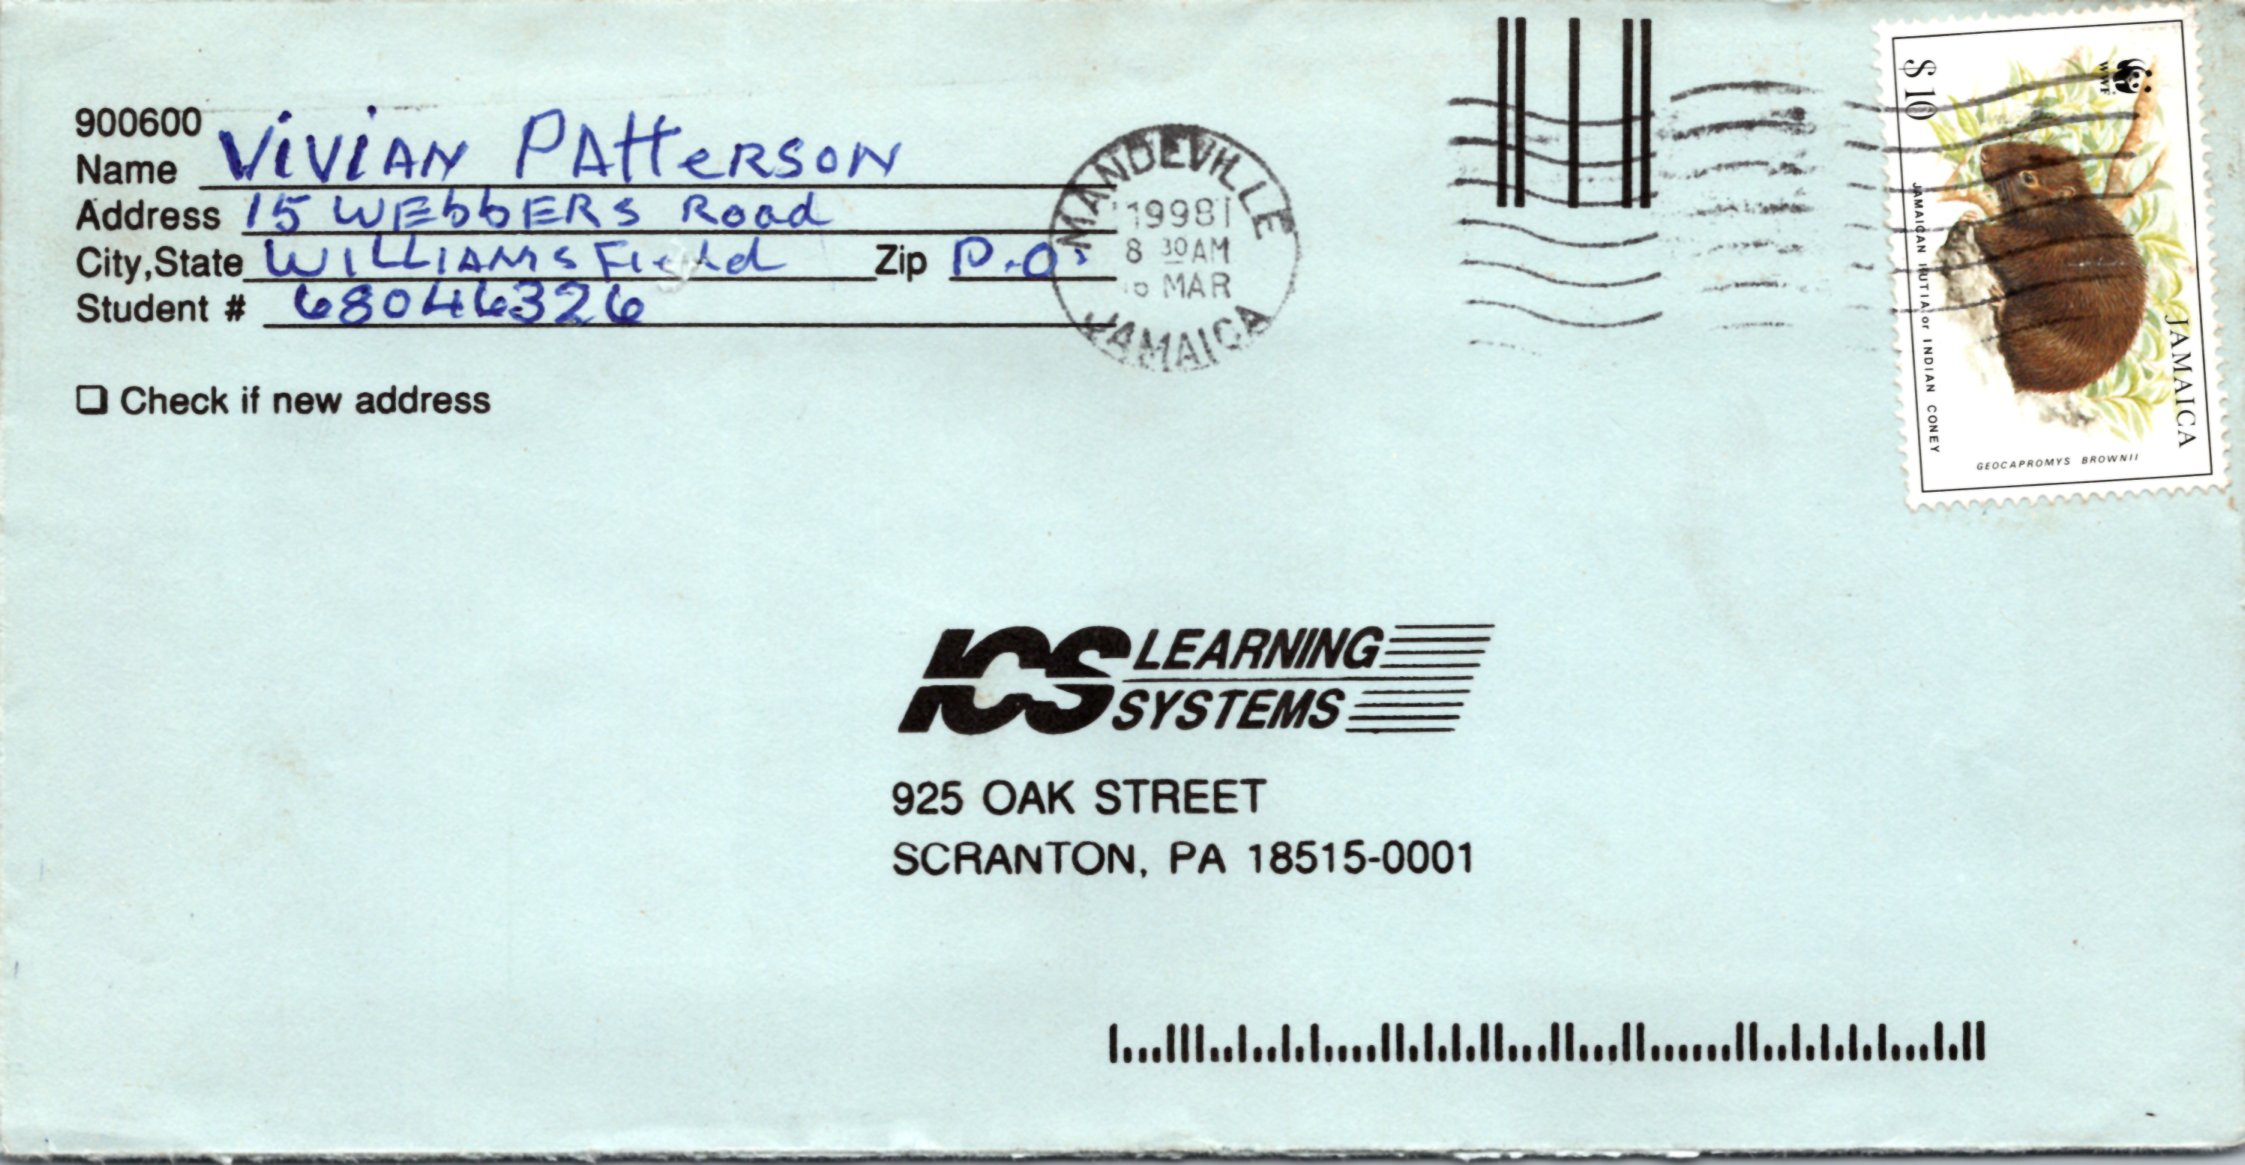 900600
Name Vivian Patterson
Address 15 Webbers Road
City,State Williamsfield Zip P.O.
Student # 68046326
❑ Check if new address
MANDEVILLE
1998
8 30 AM
MAR
JAMAICA
$10
WWF
JAMAICAN HUTIA or INDIAN CONEY
JAMAICA
GEOCAPROMYS BROWNII
ICS LEARNING
SYSTEMS
925 OAK STREET
SCRANTON, PA 18515-0001